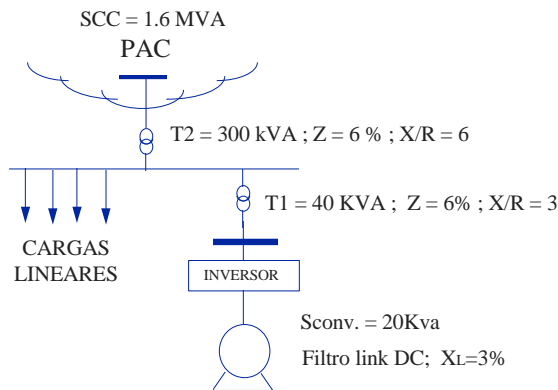 SCC = 1.6 MVA
PAC
T2 = 300 kVA ; Z = 6 % ; X/R = 6
T1 = 40 KVA ; Z = 6% ; X/R = 3
CARGAS
LINEARES
INVERSOR
Sconv. = 20Kva
Filtro link DC; XL=3%